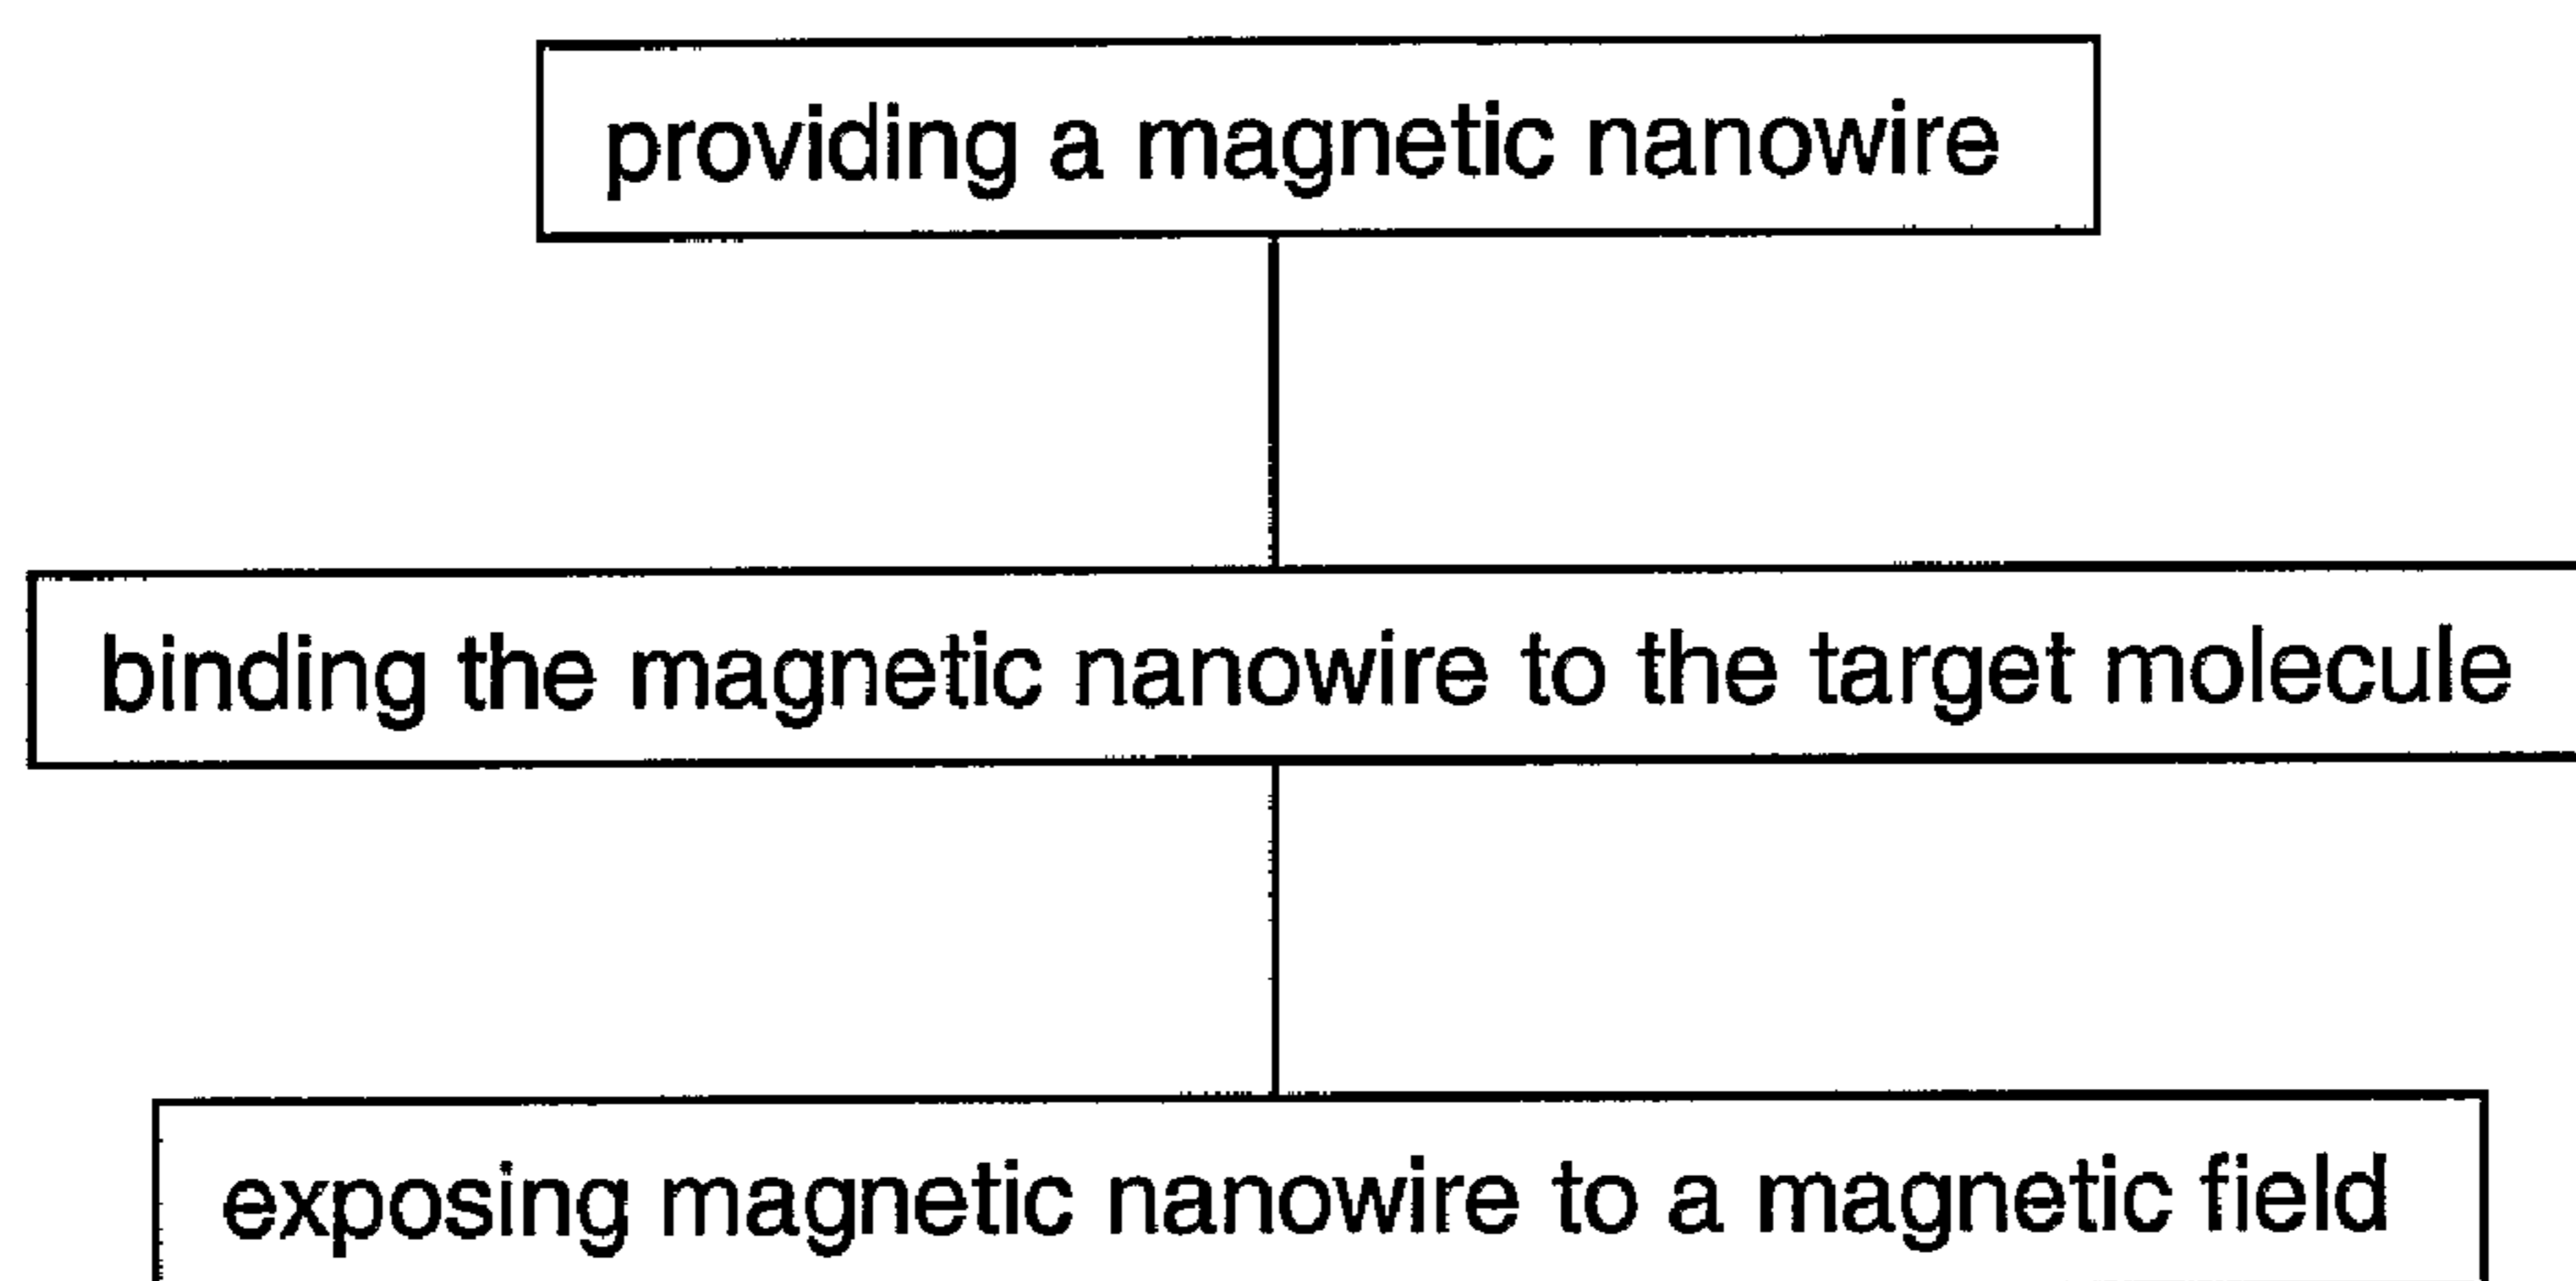 providing a magnetic nanowire
binding the magnetic nanowire to the target molecule
exposing magnetic nanowire to a magnetic field